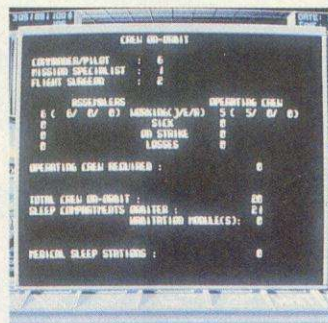 CREW ON-ORBIT
COMMANDER/PILOT : 6
MISSION SPECIALIST : 1
FLIGHT SURGEON : 2
ASSEMBLERS OPERATING CREW
6 ( 6/ 0/ 0) WORKING(J/E/A) 5 ( 5/ 0/ 0)
0 SICK 0
0 ON STRIKE 0
0 LOSSES 0
OPERATING CREW REQUIRED : 0
TOTAL CREW ON-ORBIT : 20
SLEEP COMPARTMENTS ORBITER : 21
HABITATION MODULE(S): 0
MEDICAL SLEEP STATIONS : 0